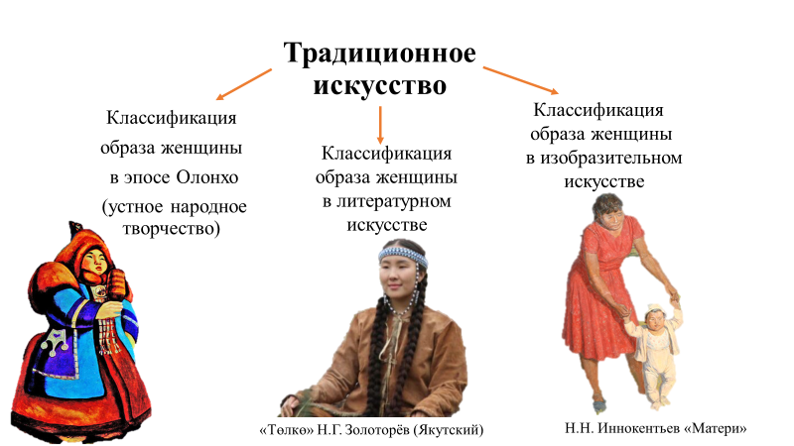 Традиционное
искусство
Классификация
образа женщины
в эпосе Олонхо
(устное народное
творчество)
Классификация
образа женщины
в литературном
искусстве
Классификация
образа женщины
в изобразительном
искусстве
«Төлкө» Н.Г. Золоторёв (Якутский)
Н.Н. Иннокентьев «Матери»